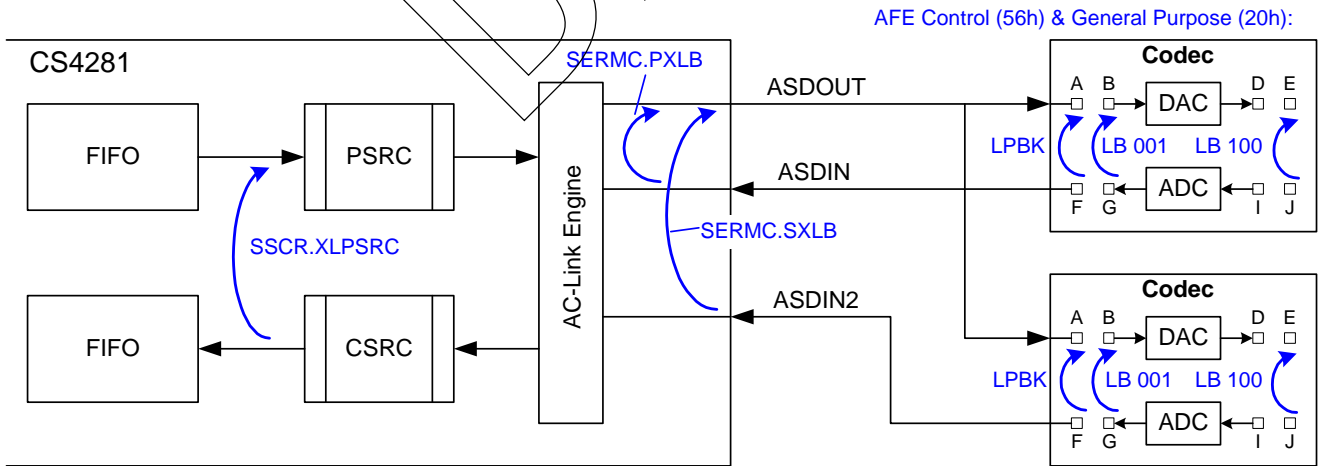 AFE Control (56h) & General Purpose (20h):
CS4281
SERMC.PXLB
Codec
A B D E
ASDOUT
DAC
FIFO
PSRC
LPBK
LB 001
LB 100
ASDIN
ADC
F G I J
AC-Link Engine
SERMC.SXLB
SSCR.XLPSRC
ASDIN2
Codec
A B D E
DAC
FIFO
CSRC
LPBK
LB 001
LB 100
ADC
F G I J